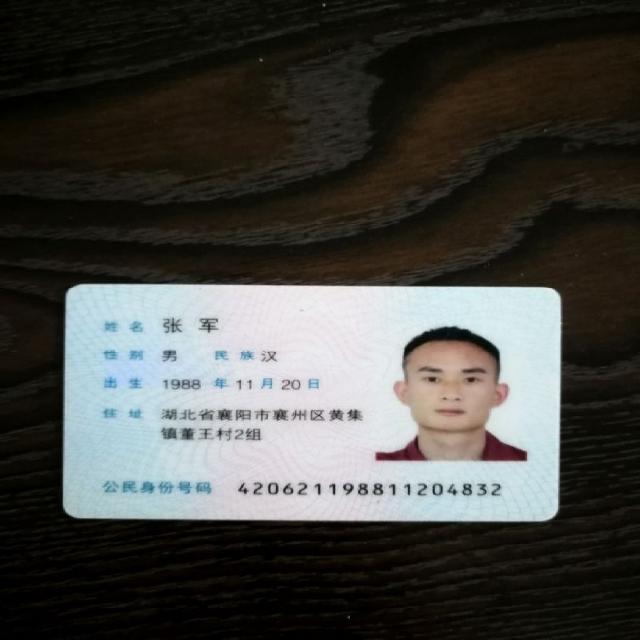 姓名 张军
性别 男 民族 汉
出生 1988 年 11 月 20 日
住址 湖北省襄阳市襄州区黄集
镇董王村2组
公民身份号码 420621198811204832